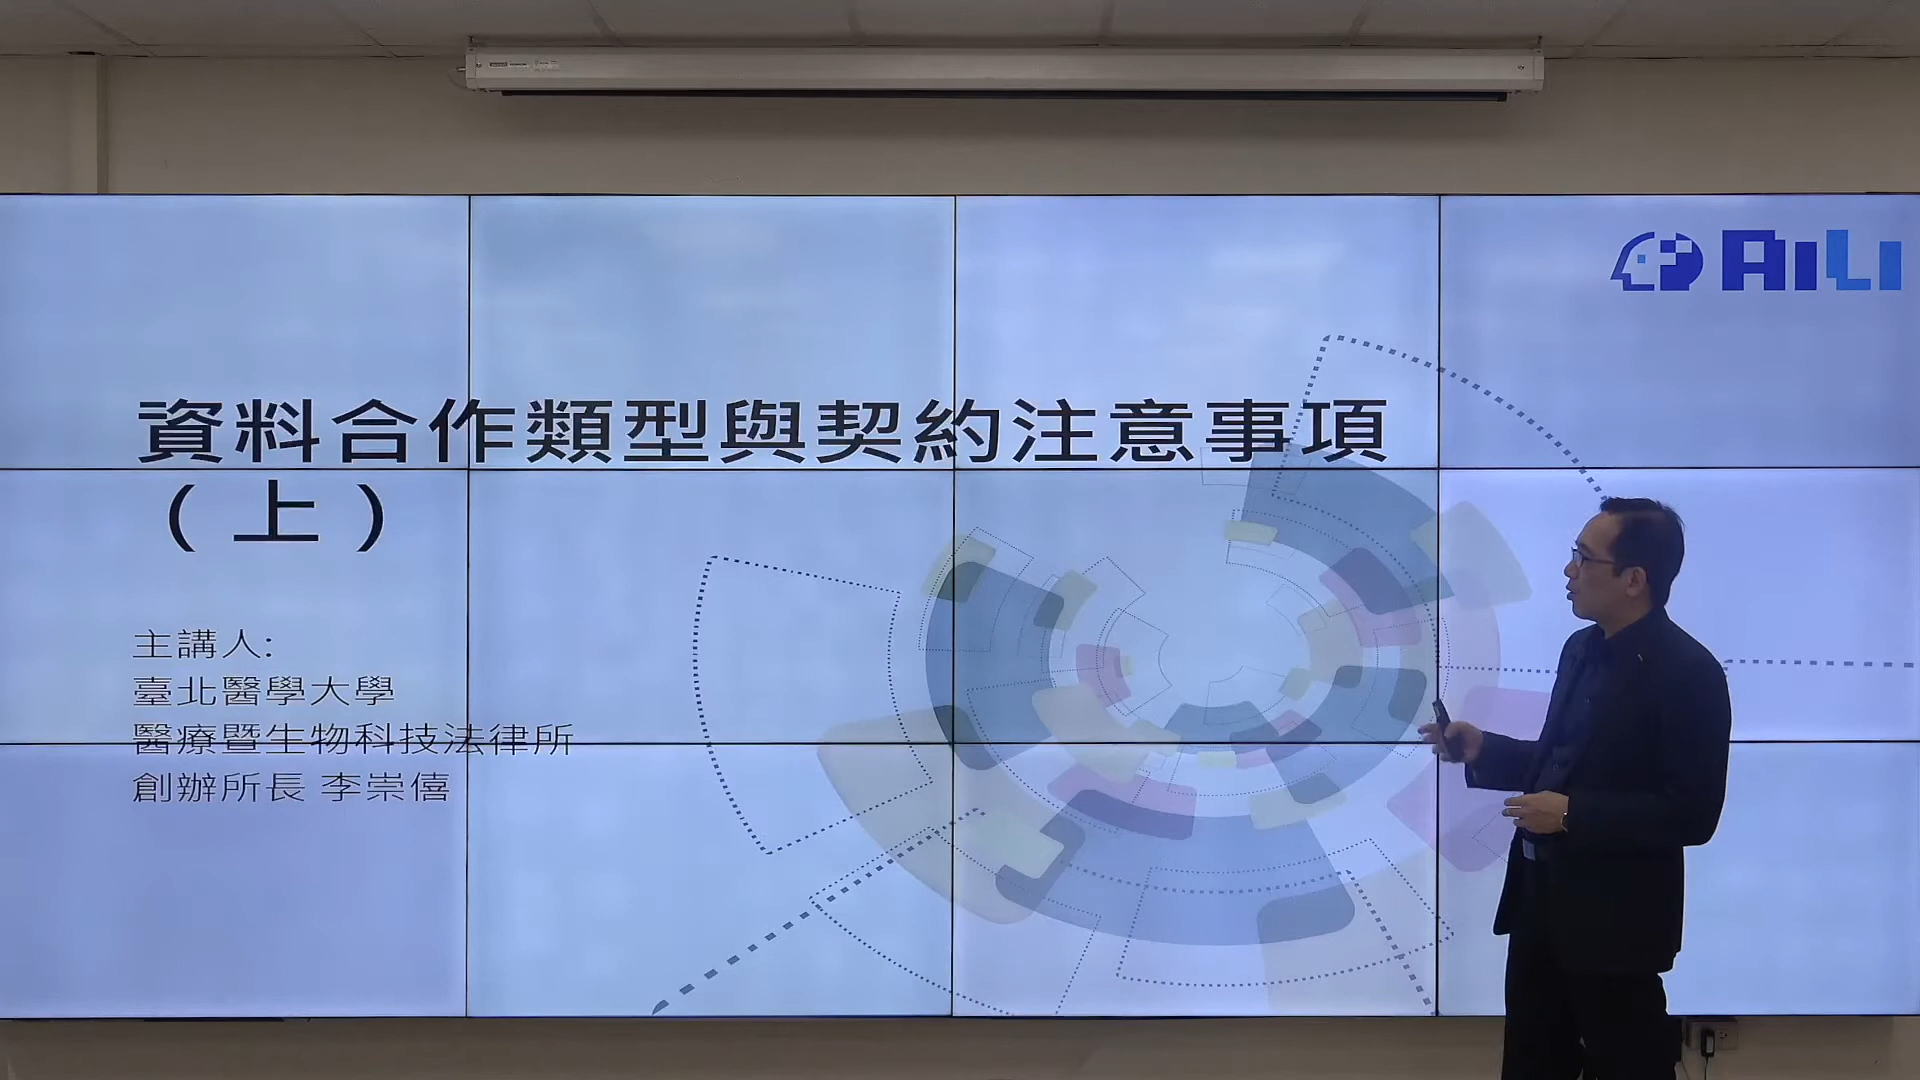 AiLi
資料合作類型與契約注意事項
（上）
主講人:
臺北醫學大學
醫療暨生物科技法律所
創辦所長 李崇僖